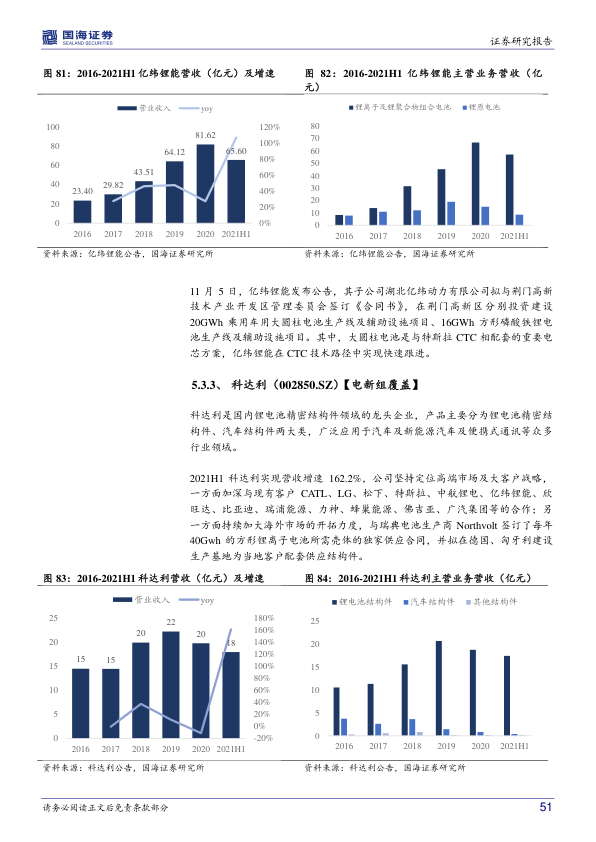 国海证券
SEALAND SECURITIES
证券研究报告
图 81：2016-2021H1 亿纬锂能营收（亿元）及增速
营业收入 yoy
100
80
60
40
20
0
120%
100%
80%
60%
40%
20%
0%
23.40
29.82
43.51
64.12
81.62
65.60
2016 2017 2018 2019 2020 2021H1
资料来源：亿纬锂能公告，国海证券研究所
图 82：2016-2021H1 亿纬锂能主营业务营收（亿
元）
锂离子及锂聚合物组合电池 锂原电池
80
70
60
50
40
30
20
10
0
2016 2017 2018 2019 2020 2021H1
资料来源：亿纬锂能公告，国海证券研究所
11 月 5 日，亿纬锂能发布公告，其子公司湖北亿纬动力有限公司拟与荆门高新
技术产业开发区管理委员会签订《合同书》，在荆门高新区分别投资建设
20GWh 乘用车用大圆柱电池生产线及辅助设施项目、16GWh 方形磷酸铁锂电
池生产线及辅助设施项目。其中，大圆柱电池是与特斯拉 CTC 相配套的重要电
芯方案，亿纬锂能在 CTC 技术路径中实现快速跟进。
5.3.3、 科达利（002850.SZ）【电新组覆盖】
科达利是国内锂电池精密结构件领域的龙头企业，产品主要分为锂电池精密结
构件、汽车结构件两大类，广泛应用于汽车及新能源汽车及便携式通讯等众多
行业领域。
2021H1 科达利实现营收增速 162.2%，公司坚持定位高端市场及大客户战略，
一方面加深与现有客户 CATL、LG、松下、特斯拉、中航锂电、亿纬锂能、欣
旺达、比亚迪、瑞浦能源、力神、蜂巢能源、佛吉亚、广汽集团等的合作；另
一方面持续加大海外市场的开拓力度，与瑞典电池生产商 Northvolt 签订了每年
40Gwh 的方形锂离子电池所需壳体的独家供应合同，并拟在德国、匈牙利建设
生产基地为当地客户配套供应结构件。
图 83：2016-2021H1 科达利营收（亿元）及增速
营业收入 yoy
25
20
15
10
5
0
180%
160%
140%
120%
100%
80%
60%
40%
20%
0%
-20%
15
15
20
22
20
18
2016 2017 2018 2019 2020 2021H1
资料来源：科达利公告，国海证券研究所
图 84：2016-2021H1 科达利主营业务营收（亿元）
锂电池结构件 汽车结构件 其他结构件
25
20
15
10
5
0
2016 2017 2018 2019 2020 2021H1
资料来源：科达利公告，国海证券研究所
请务必阅读正文后免责条款部分
51